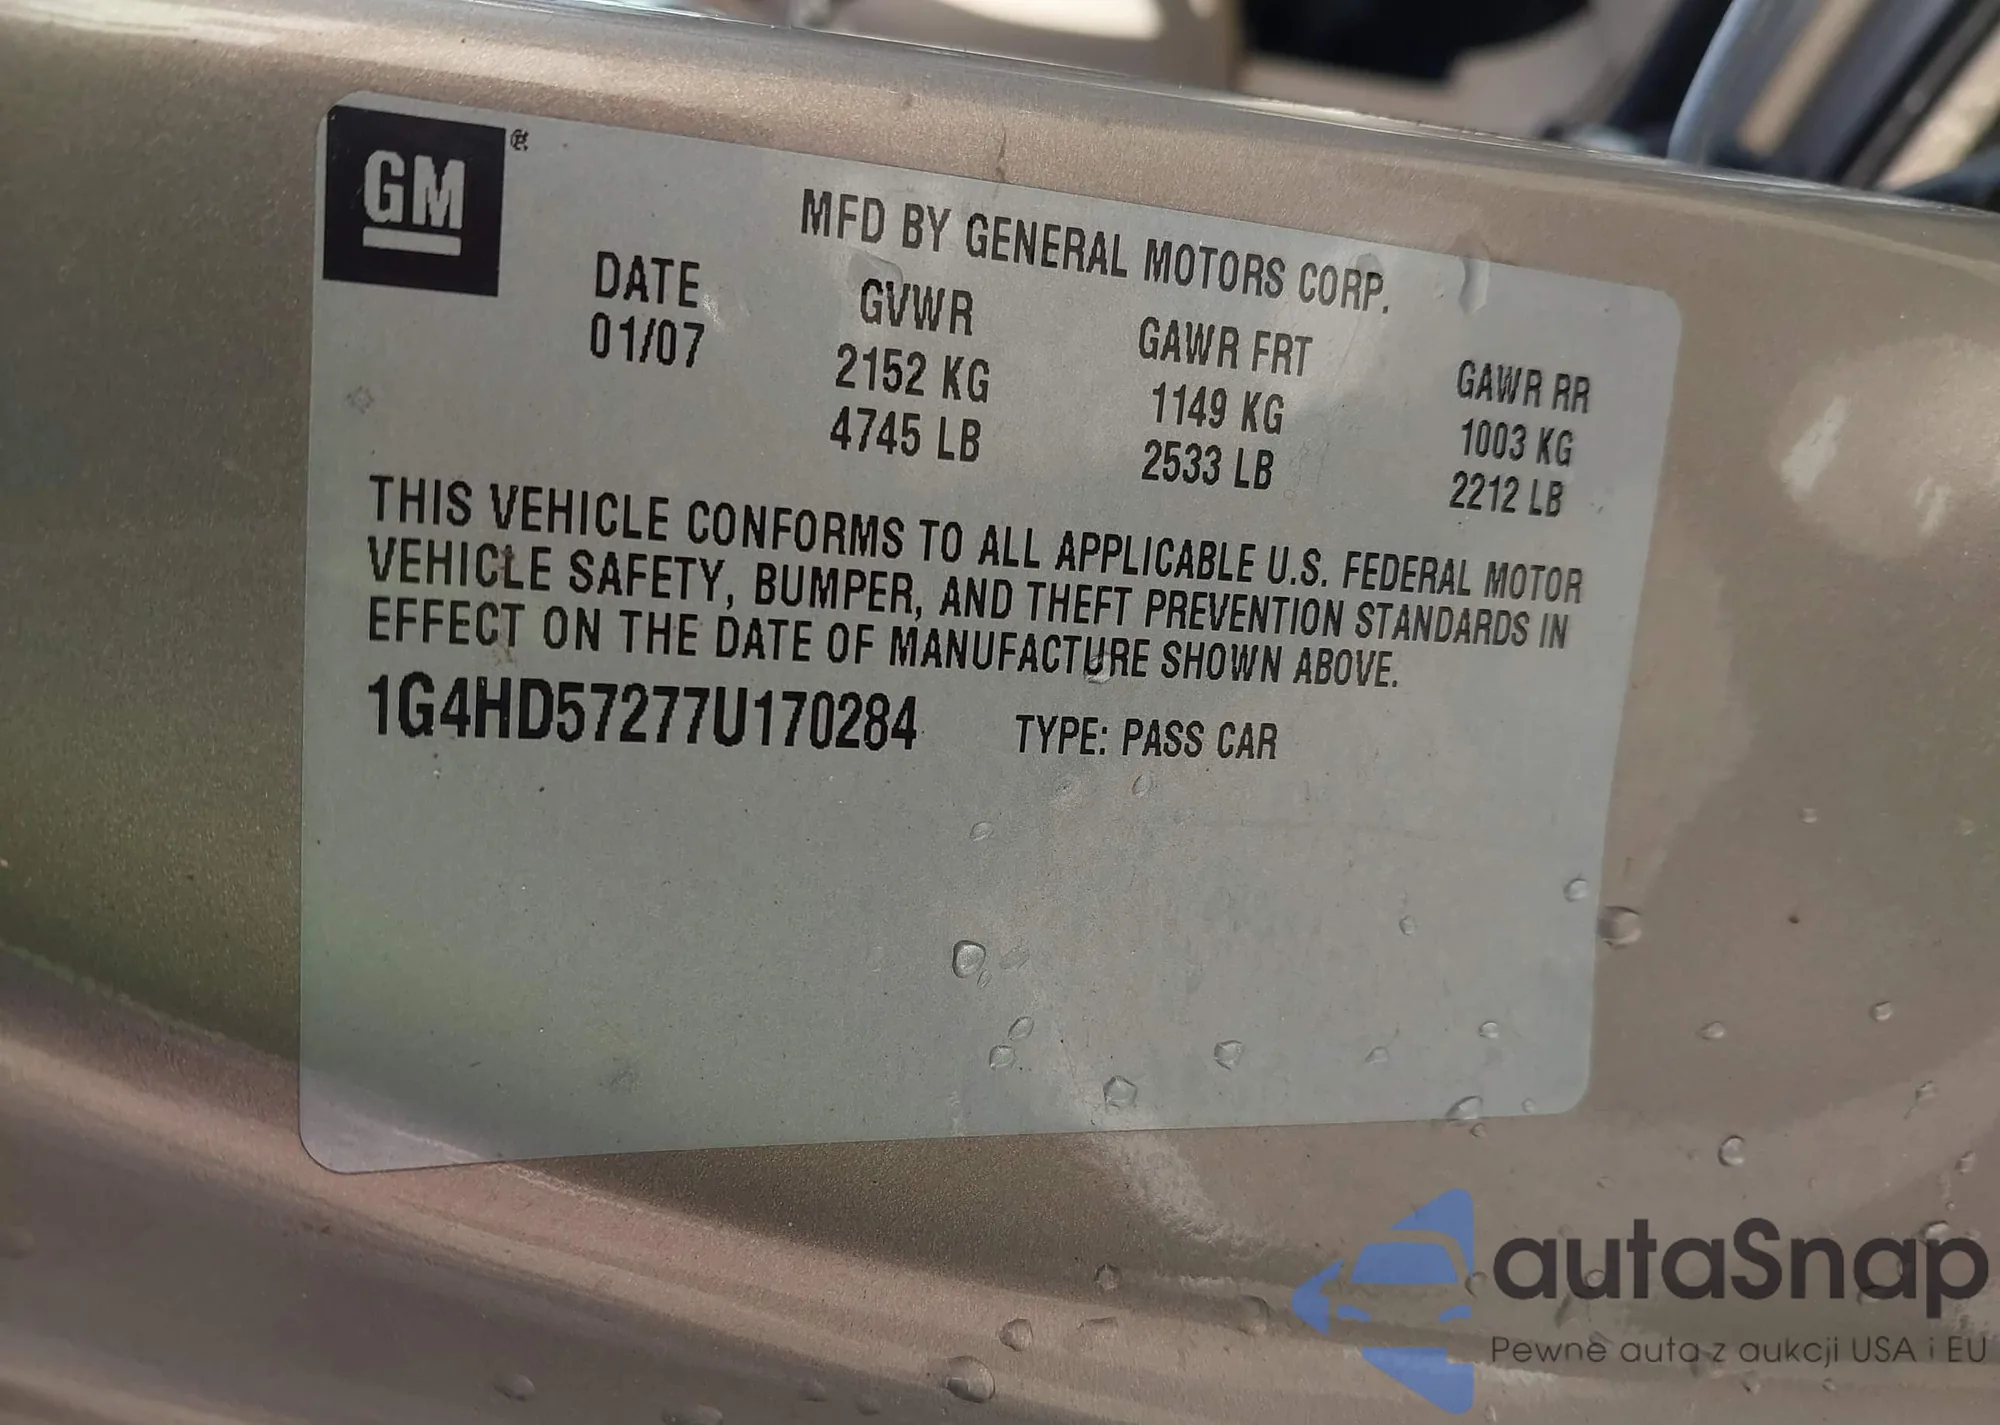 GM
MFD BY GENERAL MOTORS CORP.
DATE GVWR GAWR FRT GAWR RR
01/07 2152 KG 1149 KG 1003 KG
4745 LB 2533 LB 2212 LB
THIS VEHICLE CONFORMS TO ALL APPLICABLE U.S. FEDERAL MOTOR
VEHICLE SAFETY, BUMPER, AND THEFT PREVENTION STANDARDS IN
EFFECT ON THE DATE OF MANUFACTURE SHOWN ABOVE.
1G4HD57277U170284 TYPE: PASS CAR
autaSnap
Pewne auta z aukcji USA i EU